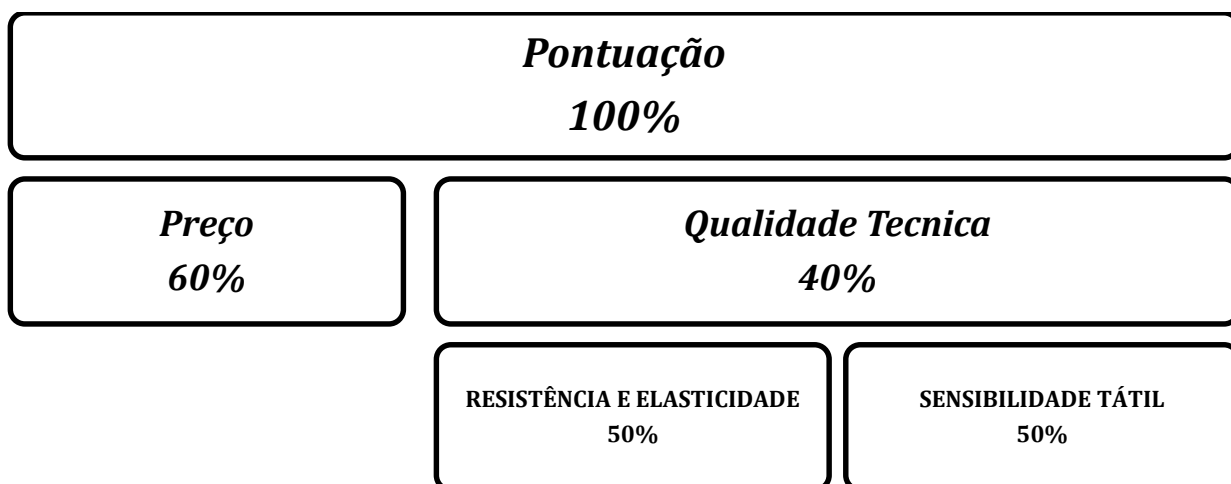 Pontuação
100%
Preço
60%
Qualidade Tecnica
40%
RESISTÊNCIA E ELASTICIDADE
50%
SENSIBILIDADE TÁTIL
50%